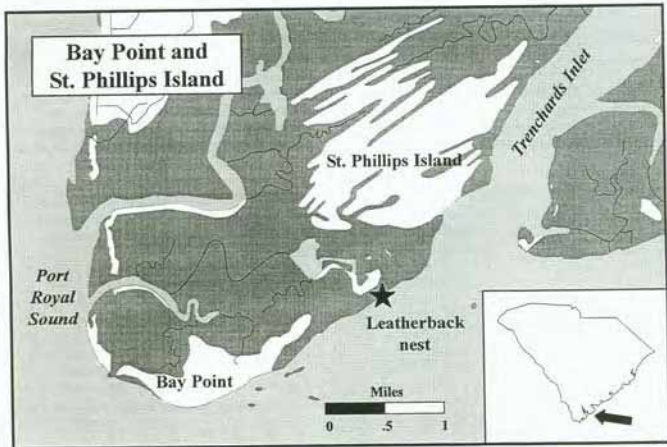 Bay Point and
St. Phillips Island
Trenchards Inlet
St. Phillips Island
Port
Royal
Sound
Leatherback
nest
Bay Point
Miles
0 .5 1